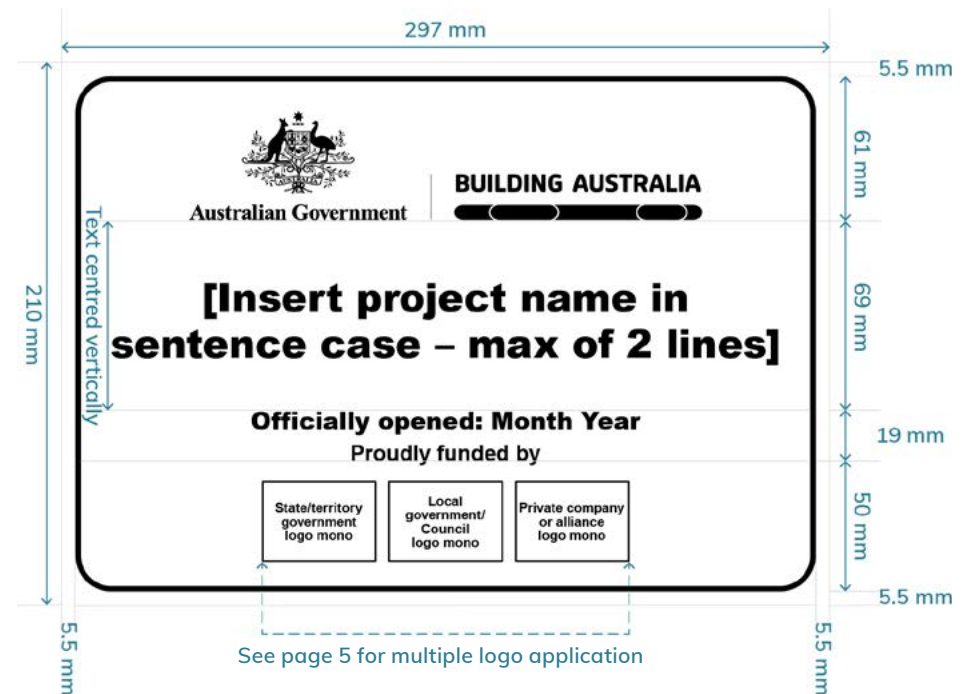 297 mm
5.5 mm
61 mm
AUSTRALIA
Australian Government
BUILDING AUSTRALIA
Text centred vertically
210 mm
[Insert project name in
sentence case – max of 2 lines]
69 mm
Officially opened: Month Year
Proudly funded by
19 mm
State/territory
government
logo mono
Local
government/
Council
logo mono
Private company
or alliance
logo mono
50 mm
5.5 mm
5.5 mm
5.5 mm
See page 5 for multiple logo application